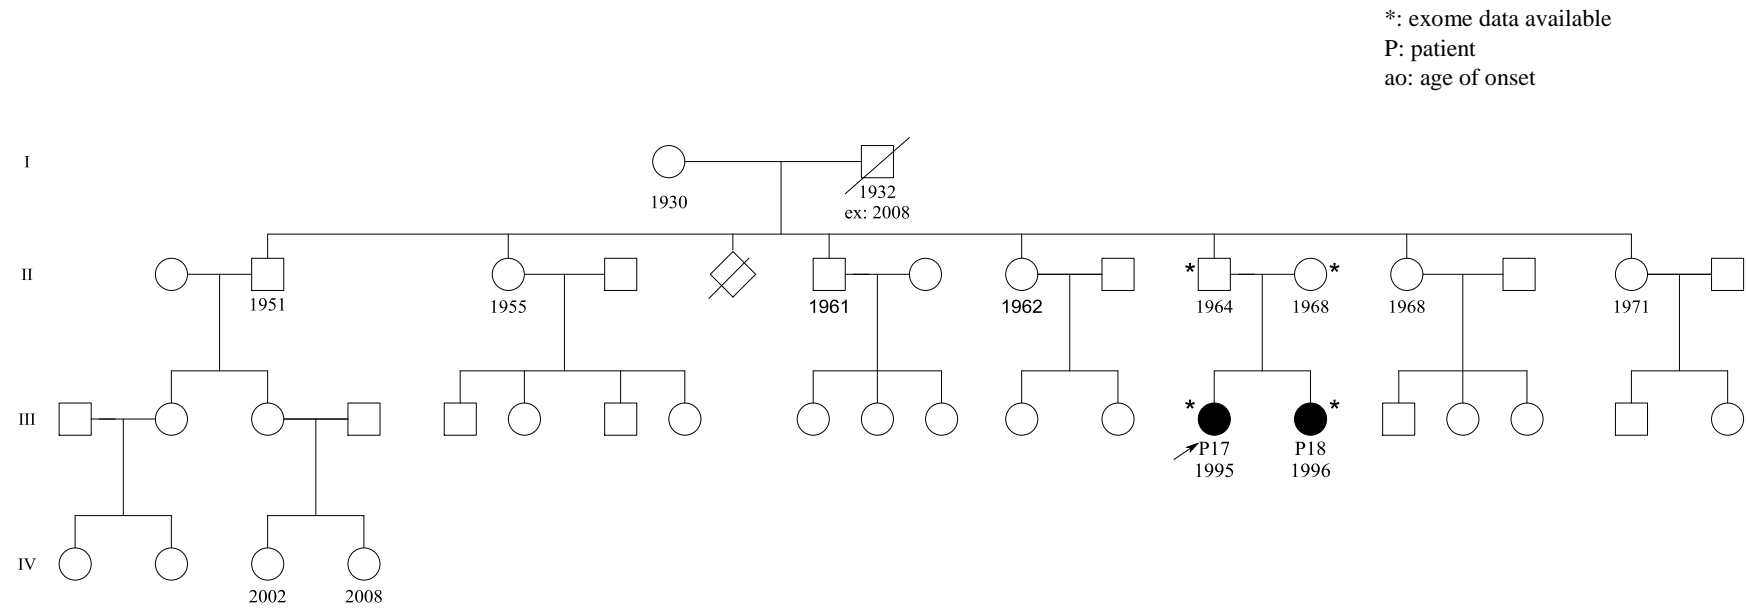 *: exome data available
P: patient
ao: age of onset
I
1930
1932
ex: 2008
II
* *
1951 1955 1961 1962 1964 1968 1968 1971
III
* *
P17 P18
1995 1996
IV
2002 2008